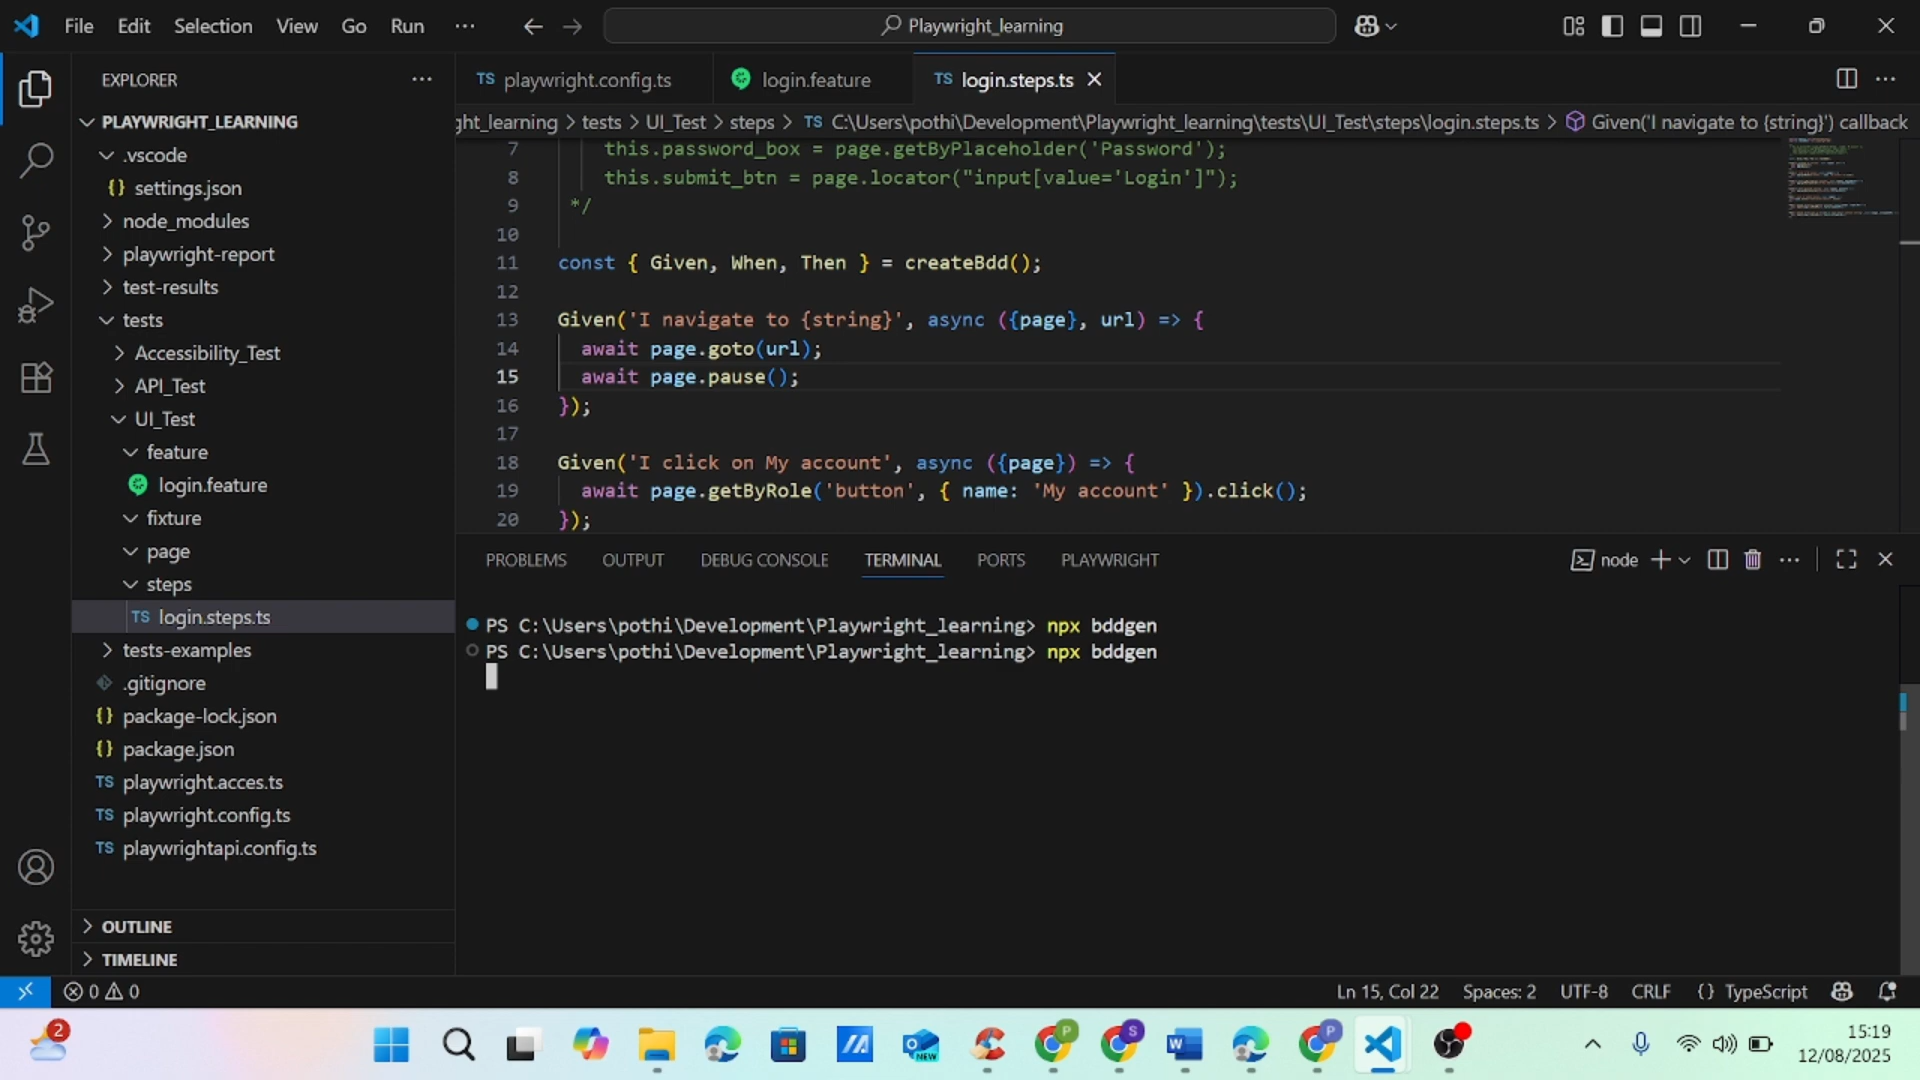 File Edit Selection View Go Run ...
Playwright_learning
EXPLORER
PLAYWRIGHT_LEARNING
.vscode
{} settings.json
node_modules
playwright-report
test-results
tests
Accessibility_Test
API_Test
UI_Test
feature
login.feature
fixture
page
steps
TS login.steps.ts
tests-examples
.gitignore
{} package-lock.json
{} package.json
TS playwright.acces.ts
TS playwright.config.ts
TS playwrightapi.config.ts
OUTLINE
TIMELINE
TS playwright.config.ts
login.feature
TS login.steps.ts
ght_learning > tests > UI_Test > steps > TS C:\Users\pothi\Development\Playwright_learning\tests\UI_Test\steps\login.steps.ts > Given('I navigate to {string}') callback
7 this.password_box = page.getByPlaceholder('Password');
8 this.submit_btn = page.locator("input[value='Login']");
9 */
10
11 const { Given, When, Then } = createBdd();
12
13 Given('I navigate to {string}', async ({page}, url) => {
14 await page.goto(url);
15 await page.pause();
16 });
17
18 Given('I click on My account', async ({page}) => {
19 await page.getByRole('button', { name: 'My account' }).click();
20 });
PROBLEMS OUTPUT DEBUG CONSOLE TERMINAL PORTS PLAYWRIGHT
node
PS C:\Users\pothi\Development\Playwright_learning> npx bddgen
PS C:\Users\pothi\Development\Playwright_learning> npx bddgen
0 0
Ln 15, Col 22 Spaces: 2 UTF-8 CRLF {} TypeScript
2
NEW
P
S
W
P
15:19
12/08/2025